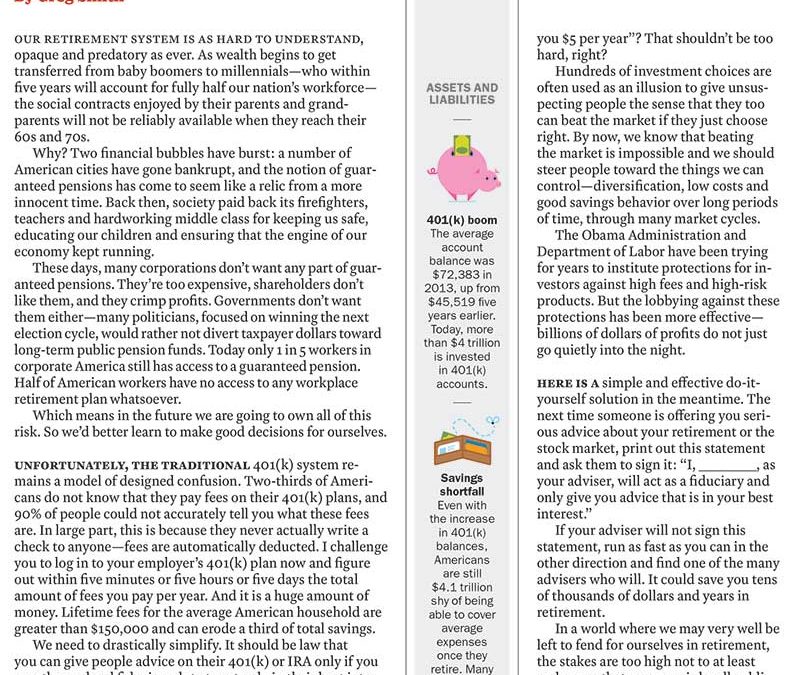 By Greg Smith
OUR RETIREMENT SYSTEM IS AS HARD TO UNDERSTAND,
opaque and predatory as ever. As wealth begins to get
transferred from baby boomers to millennials—who within
five years will account for fully half our nation's workforce—
the social contracts enjoyed by their parents and grand-
parents will not be reliably available when they reach their
60s and 70s.
Why? Two financial bubbles have burst: a number of
American cities have gone bankrupt, and the notion of guar-
anteed pensions has come to seem like a relic from a more
innocent time. Back then, society paid back its firefighters,
teachers and hardworking middle class for keeping us safe,
educating our children and ensuring that the engine of our
economy kept running.
These days, many corporations don't want any part of guar-
anteed pensions. They're too expensive, shareholders don't
like them, and they crimp profits. Governments don't want
them either—many politicians, focused on winning the next
election cycle, would rather not divert taxpayer dollars toward
long-term public pension funds. Today only 1 in 5 workers in
corporate America still has access to a guaranteed pension.
Half of American workers have no access to any workplace
retirement plan whatsoever.
Which means in the future we are going to own all of this
risk. So we'd better learn to make good decisions for ourselves.
UNFORTUNATELY, THE TRADITIONAL 401(k) system re-
mains a model of designed confusion. Two-thirds of Ameri-
cans do not know that they pay fees on their 401(k) plans, and
90% of people could not accurately tell you what these fees
are. In large part, this is because they never actually write a
check to anyone—fees are automatically deducted. I challenge
you to log in to your employer's 401(k) plan now and figure
out within five minutes or five hours or five days the total
amount of fees you pay per year. And it is a huge amount of
money. Lifetime fees for the average American household are
greater than $150,000 and can erode a third of total savings.
We need to drastically simplify. It should be law that
you can give people advice on their 401(k) or IRA only if you
ASSETS AND
LIABILITIES
401(k) boom
The average
account
balance was
$72,383 in
2013, up from
$45,519 five
years earlier.
Today, more
than $4 trillion
is invested
in 401(k)
accounts.
Savings
shortfall
Even with
the increase
in 401(k)
balances,
Americans
are still
$4.1 trillion
shy of being
able to cover
average
expenses
once they
retire. Many
you $5 per year"? That shouldn't be too
hard, right?
Hundreds of investment choices are
often used as an illusion to give unsus-
pecting people the sense that they too
can beat the market if they just choose
right. By now, we know that beating
the market is impossible and we should
steer people toward the things we can
control—diversification, low costs and
good savings behavior over long periods
of time, through many market cycles.
The Obama Administration and
Department of Labor have been trying
for years to institute protections for in-
vestors against high fees and high-risk
products. But the lobbying against these
protections has been more effective—
billions of dollars of profits do not just
go quietly into the night.
HERE IS A simple and effective do-it-
yourself solution in the meantime. The
next time someone is offering you seri-
ous advice about your retirement or the
stock market, print out this statement
and ask them to sign it: "I, ________, as
your adviser, will act as a fiduciary and
only give you advice that is in your best
interest."
If your adviser will not sign this
statement, run as fast as you can in the
other direction and find one of the many
advisers who will. It could save you tens
of thousands of dollars and years in
retirement.
In a world where we may very well be
left to fend for ourselves in retirement,
the stakes are too high not to at least